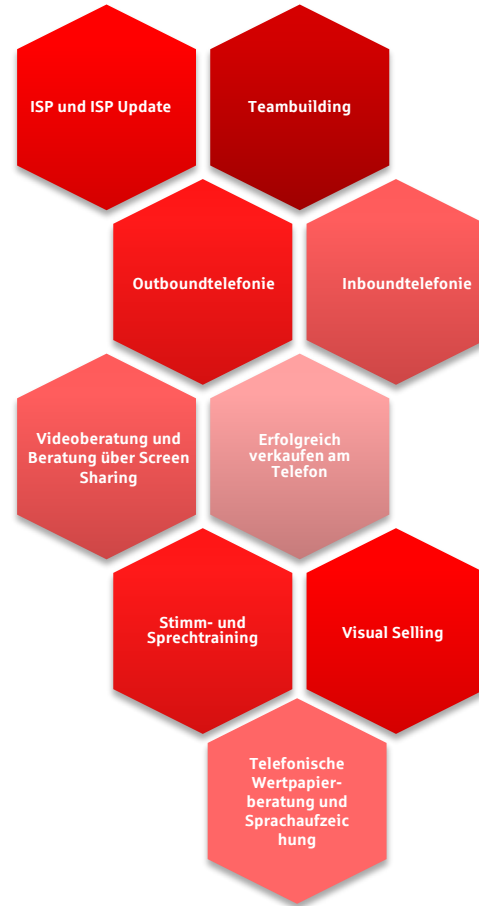 ISP und ISP Update
Teambuilding
Outboundtelefonie
Inboundtelefonie
Videoberatung und
Beratung über Screen
Sharing
Erfolgreich
verkaufen am
Telefon
Stimm- und
Sprechtraining
Visual Selling
Telefonische
Wertpapier-
beratung und
Sprachaufzeic
hung